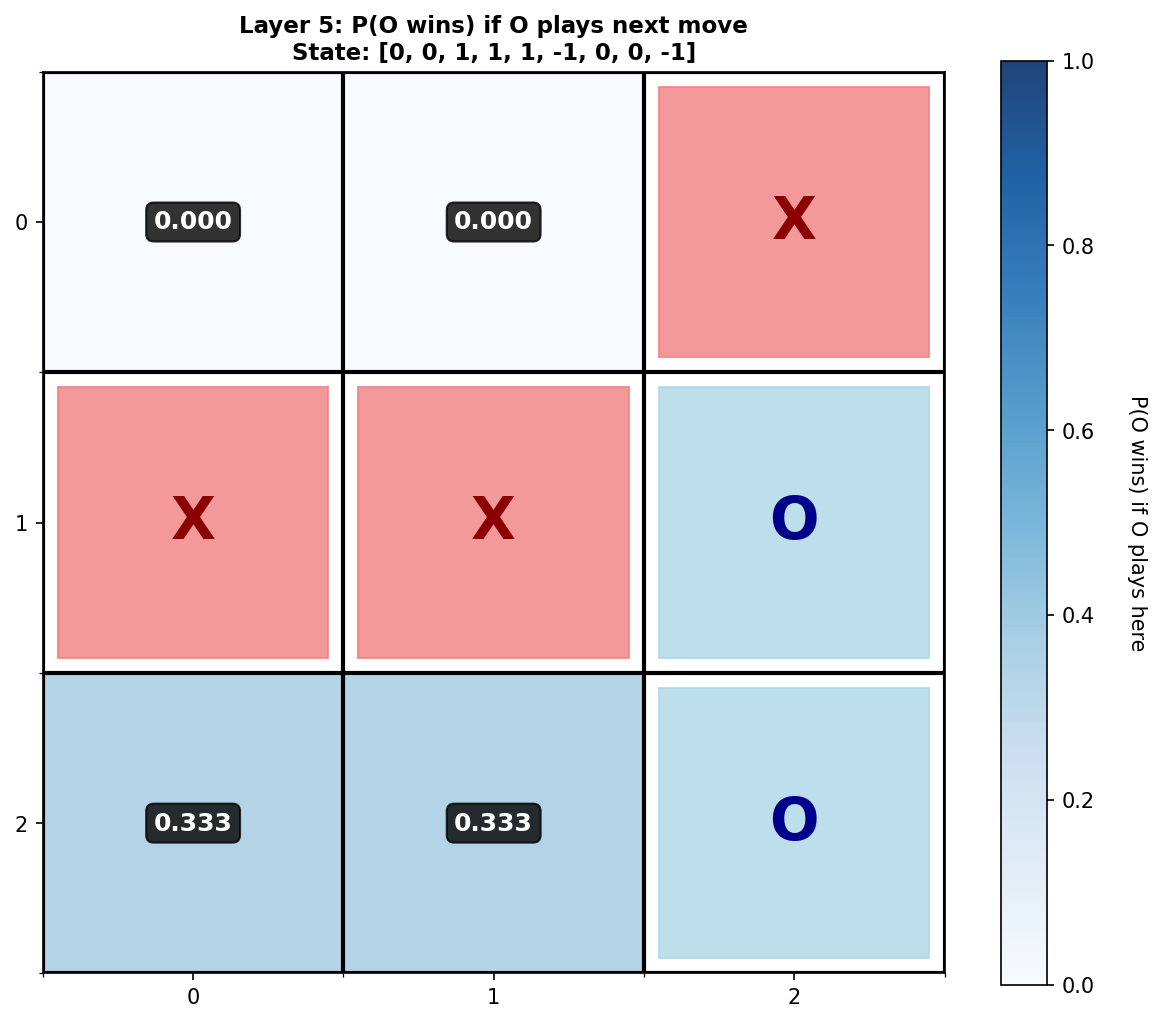 Layer 5: P(O wins) if O plays next move
State: [0, 0, 1, 1, 1, -1, 0, 0, -1]
0
0.000
0.000
X
1
X
X
O
2
0.333
0.333
O
0
1
2
1.0
0.8
0.6
0.4
0.2
0.0
P(O wins) if O plays here